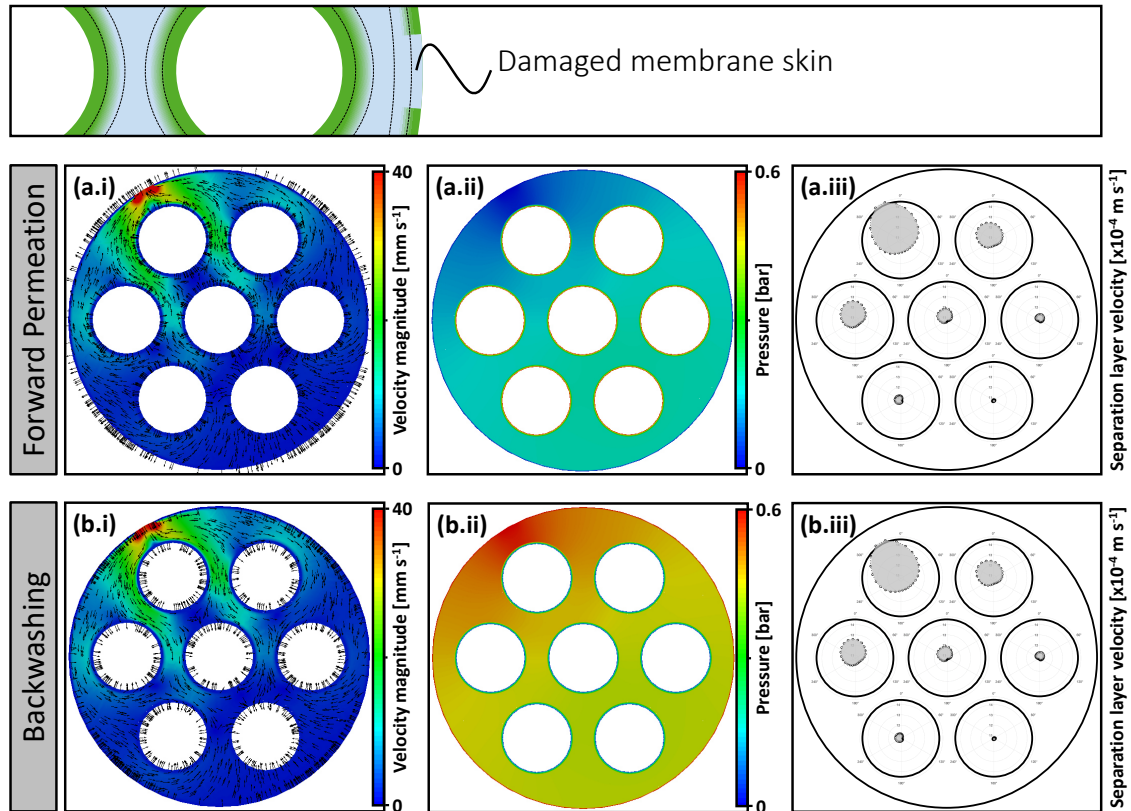 Damaged membrane skin
Forward Permeation
(a.i)
40
Velocity magnitude [mm s⁻¹]
0
(a.ii)
0.6
Pressure [bar]
0
(a.iii)
Separation layer velocity [x10⁻⁴ m s⁻¹]
Backwashing
(b.i)
40
Velocity magnitude [mm s⁻¹]
0
(b.ii)
0.6
Pressure [bar]
0
(b.iii)
Separation layer velocity [x10⁻⁴ m s⁻¹]